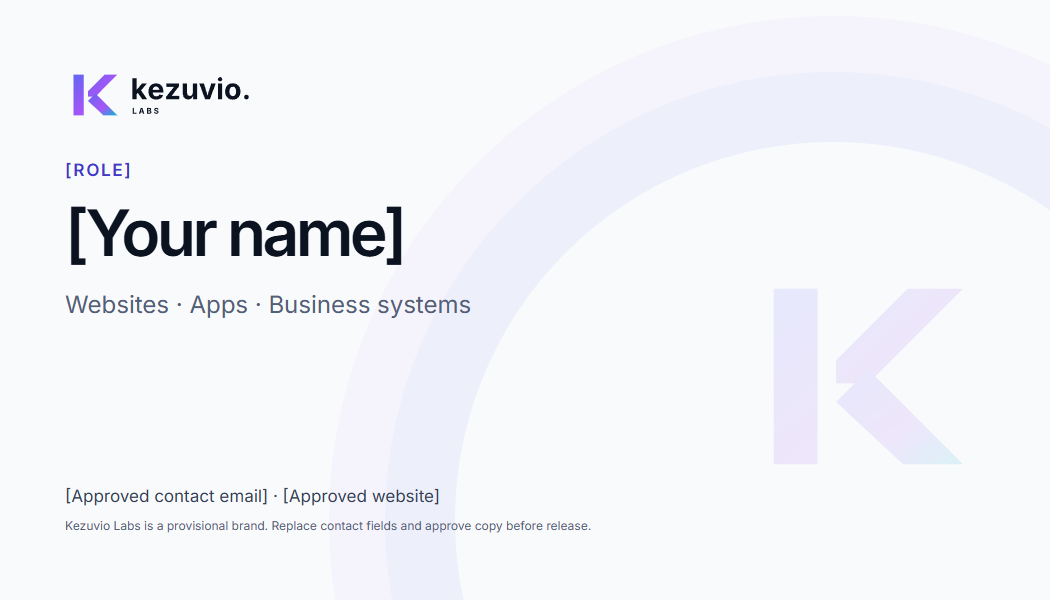 kezuvio.
LABS
[ROLE]
[Your name]
Websites · Apps · Business systems
[Approved contact email] · [Approved website]
Kezuvio Labs is a provisional brand. Replace contact fields and approve copy before release.